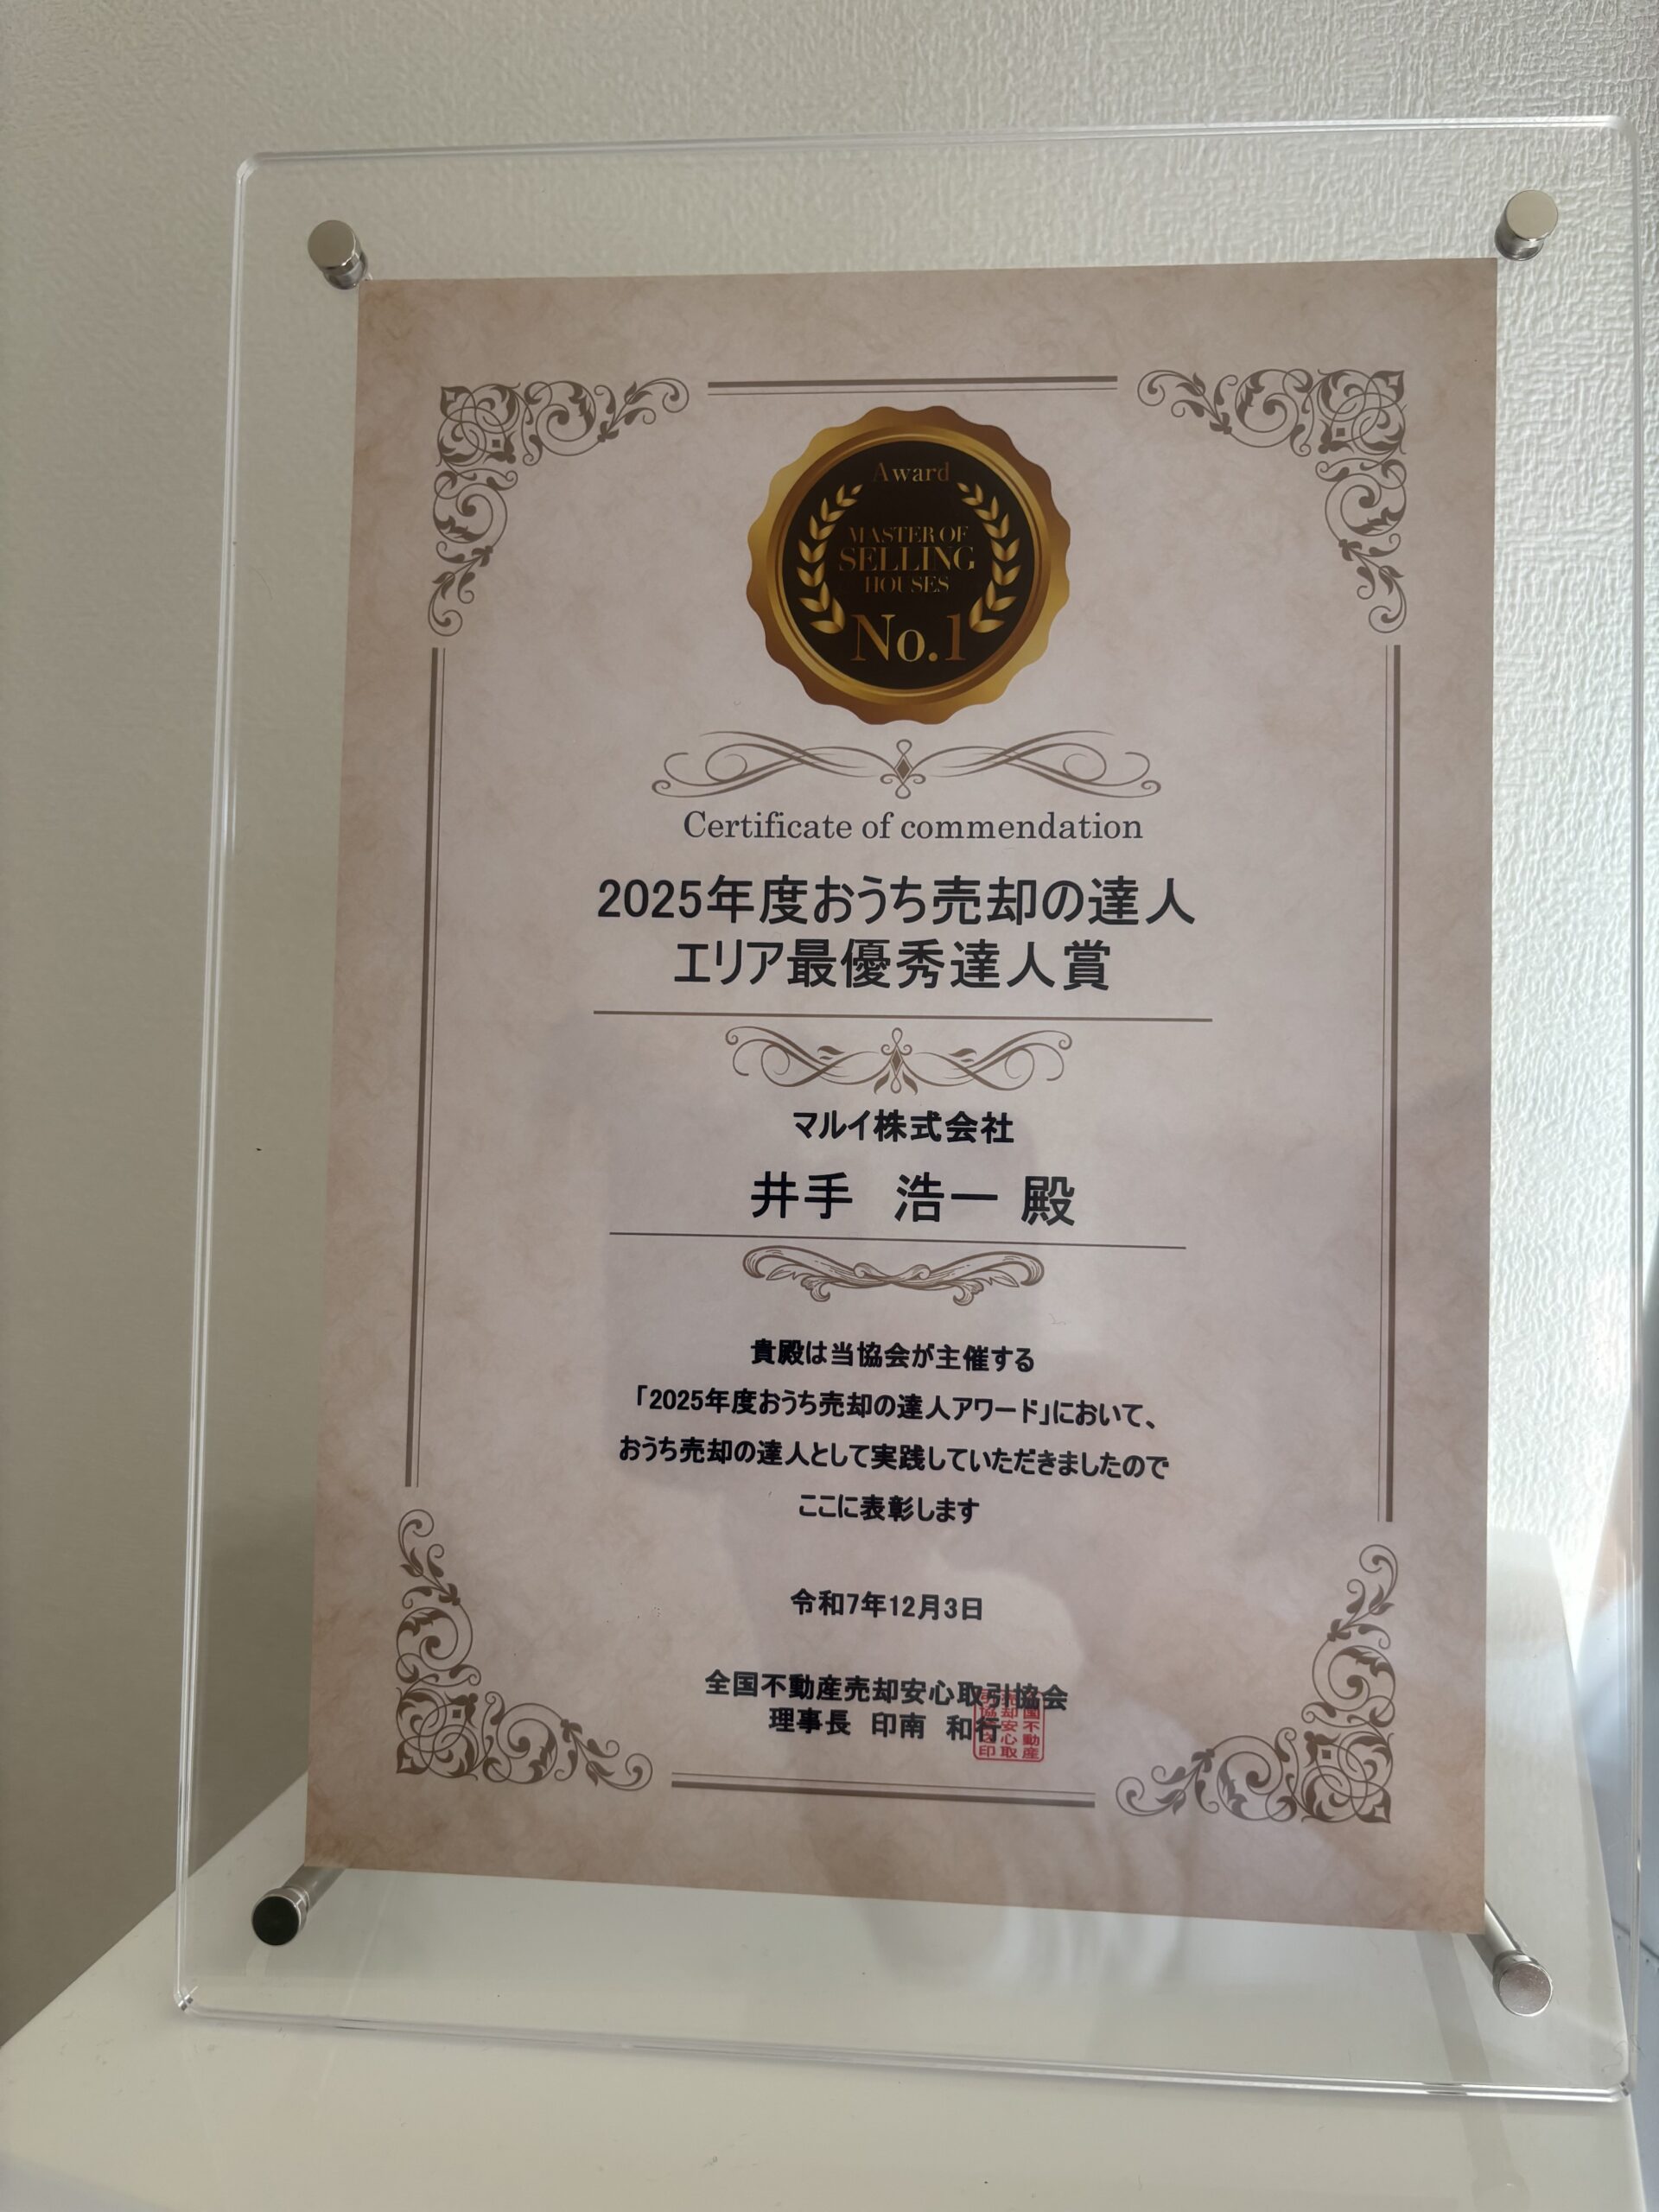 Award
MASTER OF
SELLING
HOUSES
No.1
Certificate of commendation
2025年度おうち売却の達人
エリア最優秀達人賞
マルイ株式会社
井手 浩一 殿
貴殿は当協会が主催する
「2025年度おうち売却の達人アワード」において、
おうち売却の達人として実践していただきましたので
ここに表彰します
令和7年12月3日
全国不動産売却安心取引協会
理事長 印南 和行